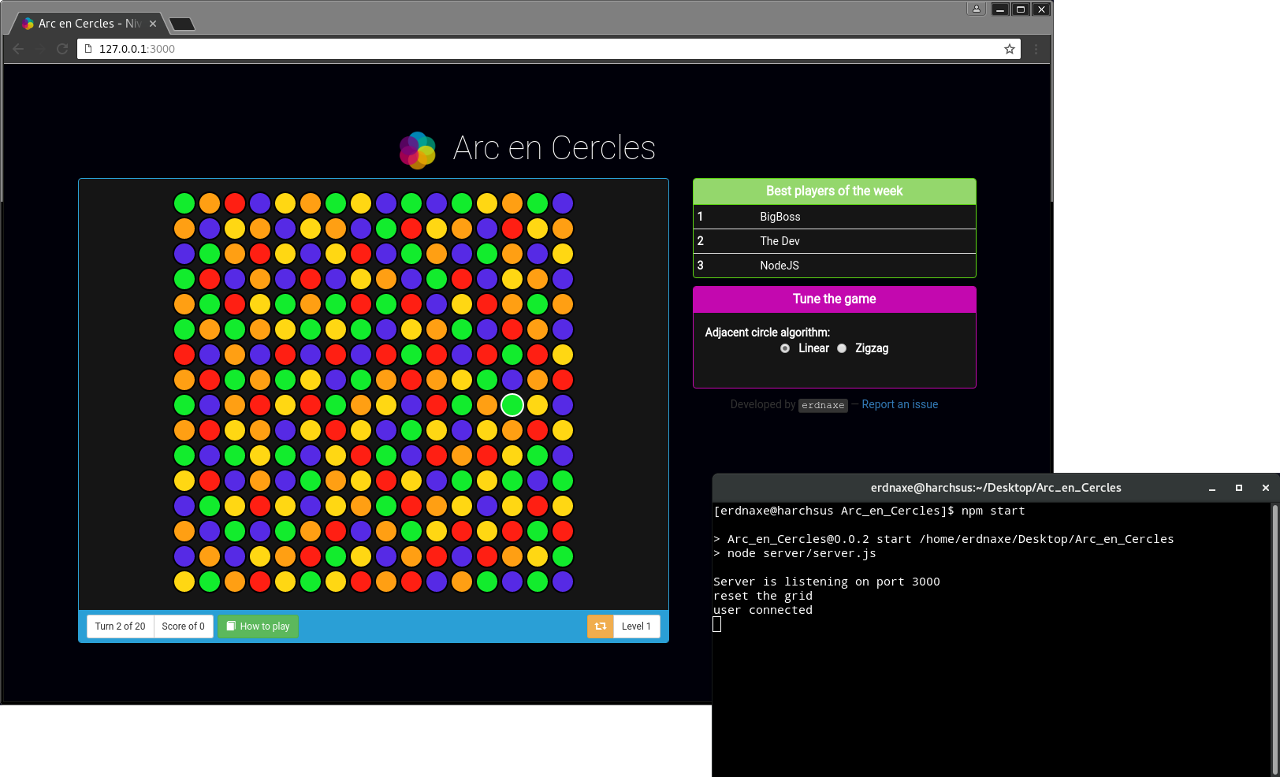 Arc en Cercles - Niv
127.0.0.1:3000
Arc en Cercles
Best players of the week
1 BigBoss
2 The Dev
3 NodeJS
Tune the game
Adjacent circle algorithm:
Linear Zigzag
Developed by erdnaxe — Report an issue
Turn 2 of 20 Score of 0 How to play Level 1
erdnaxe@harchsus:~/Desktop/Arc_en_Cercles
[erdnaxe@harchsus Arc_en_Cercles]$ npm start
> Arc_en_Cercles@0.0.2 start /home/erdnaxe/Desktop/Arc_en_Cercles
> node server/server.js
Server is listening on port 3000
reset the grid
user connected